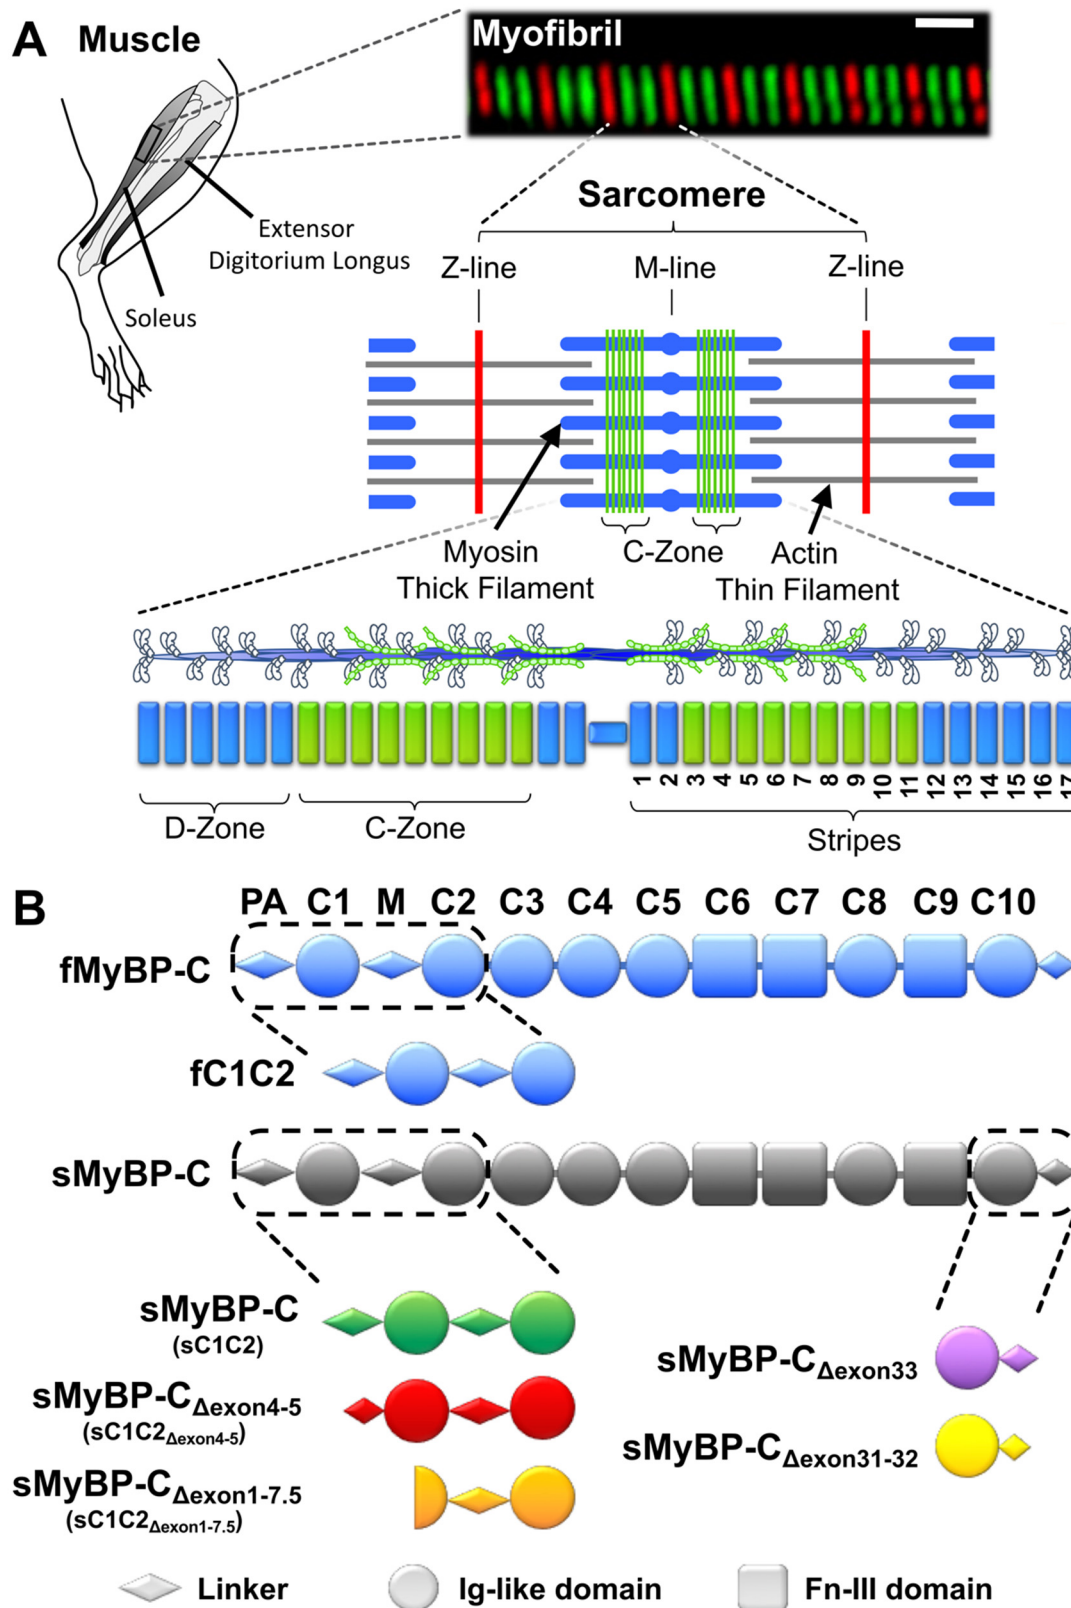 A
Muscle
Myofibril
Extensor
Digitorium Longus
Soleus
Sarcomere
Z-line
M-line
Z-line
Myosin
Thick Filament
C-Zone
Actin
Thin Filament
1 2 3 4 5 6 7 8 9 10 11 12 13 14 15 16 17
D-Zone
C-Zone
Stripes
B
PA C1 M C2 C3 C4 C5 C6 C7 C8 C9 C10
fMyBP-C
fC1C2
sMyBP-C
sMyBP-C
(sC1C2)
sMyBP-CΔexon33
sMyBP-CΔexon4-5
(sC1C2Δexon4-5)
sMyBP-CΔexon31-32
sMyBP-CΔexon1-7.5
(sC1C2Δexon1-7.5)
Linker
Ig-like domain
Fn-III domain